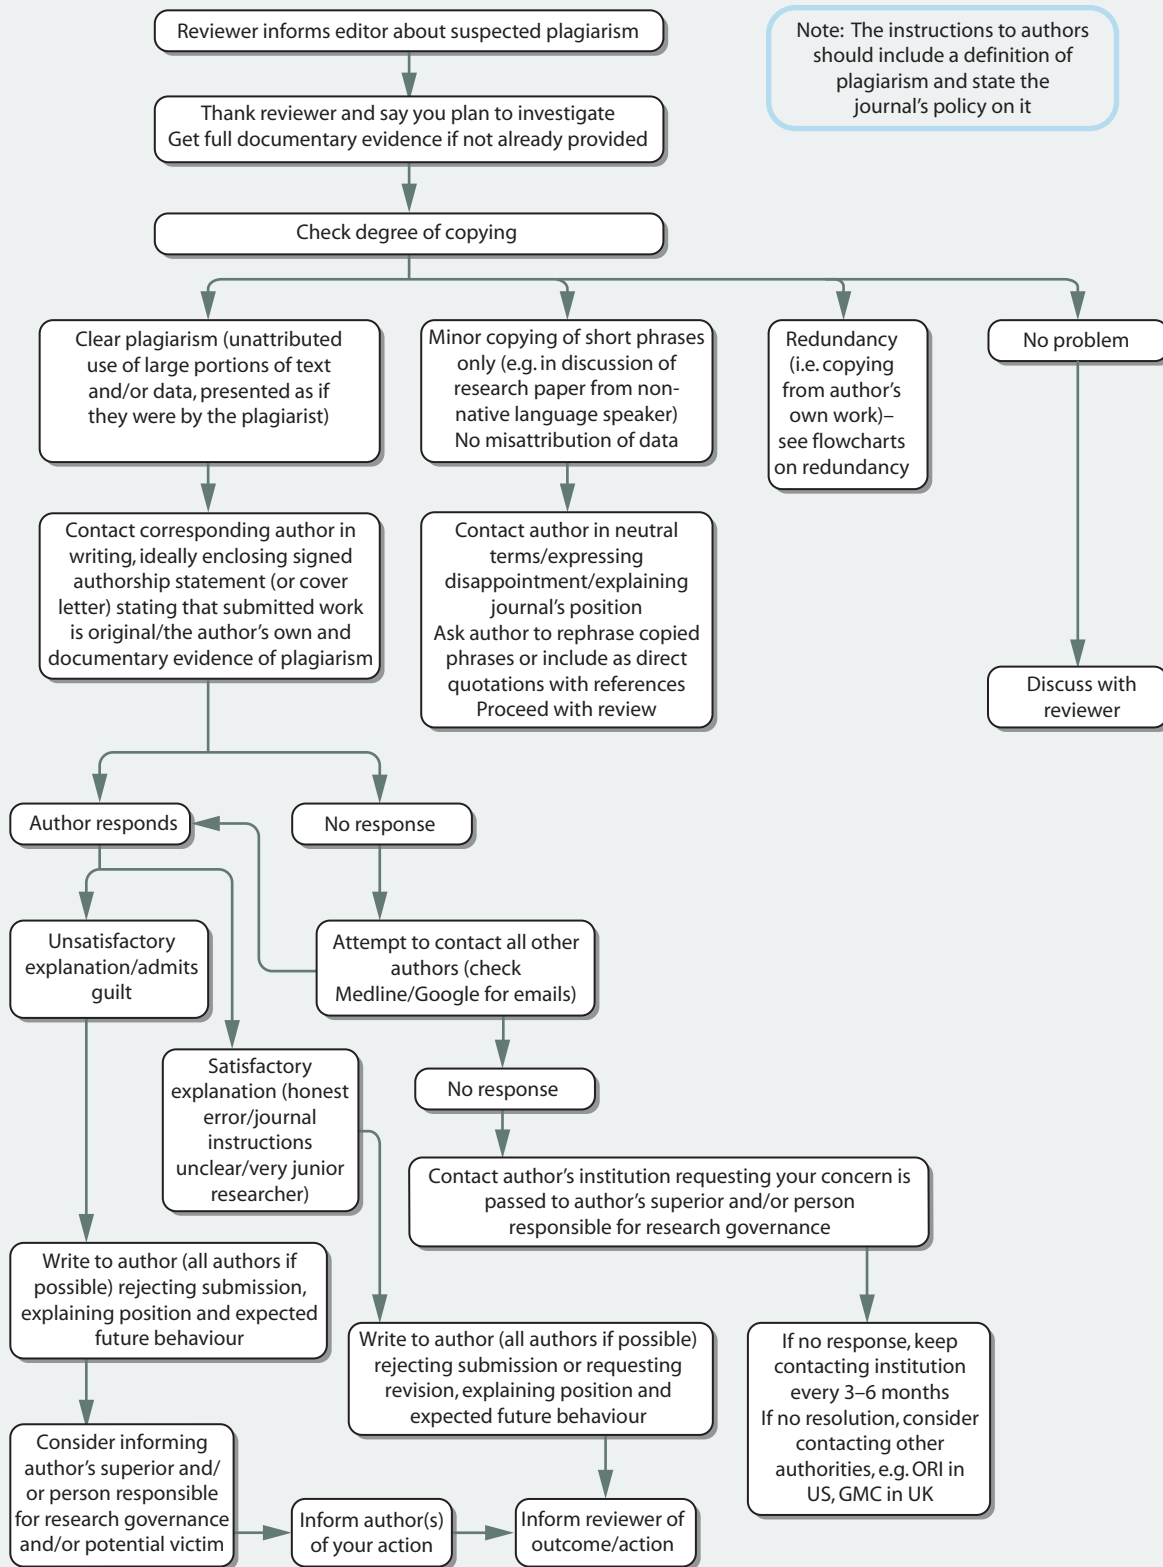 Reviewer informs editor about suspected plagiarism
Note: The instructions to authors
should include a definition of
plagiarism and state the
journal's policy on it
Thank reviewer and say you plan to investigate
Get full documentary evidence if not already provided
Check degree of copying
Clear plagiarism (unattributed
use of large portions of text
and/or data, presented as if
they were by the plagiarist)
Minor copying of short phrases
only (e.g. in discussion of
research paper from non-
native language speaker)
No misattribution of data
Redundancy
(i.e. copying
from author's
own work)–
see flowcharts
on redundancy
No problem
Contact corresponding author in
writing, ideally enclosing signed
authorship statement (or cover
letter) stating that submitted work
is original/the author's own and
documentary evidence of plagiarism
Contact author in neutral
terms/expressing
disappointment/explaining
journal's position
Ask author to rephrase copied
phrases or include as direct
quotations with references
Proceed with review
Discuss with
reviewer
Author responds
No response
Unsatisfactory
explanation/admits
guilt
Attempt to contact all other
authors (check
Medline/Google for emails)
Satisfactory
explanation (honest
error/journal
instructions
unclear/very junior
researcher)
No response
Contact author's institution requesting your concern is
passed to author's superior and/or person
responsible for research governance
Write to author (all authors if
possible) rejecting submission,
explaining position and expected
future behaviour
Write to author (all authors if possible)
rejecting submission or requesting
revision, explaining position and
expected future behaviour
If no response, keep
contacting institution
every 3–6 months
If no resolution, consider
contacting other
authorities, e.g. ORI in
US, GMC in UK
Consider informing
author's superior and/
or person responsible
for research governance
and/or potential victim
Inform author(s)
of your action
Inform reviewer of
outcome/action